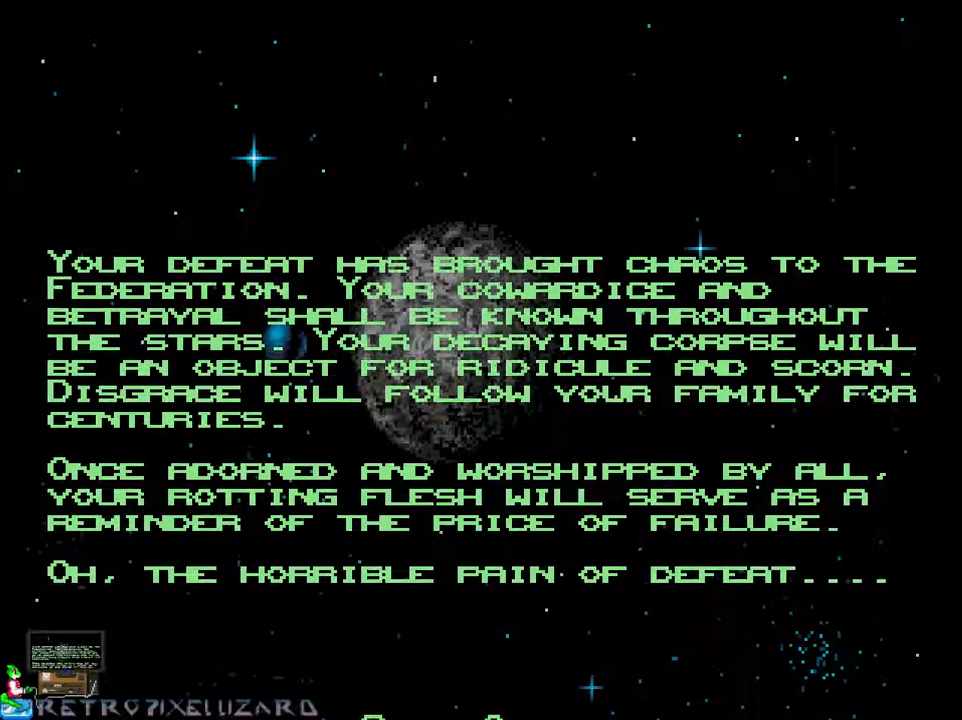 Your defeat has brought chaos to the
Federation. Your cowardice and
betrayal shall be known throughout
the stars. Your decaying corpse will
be an object for ridicule and scorn.
Disgrace will follow your family for
centuries.
Once adorned and worshipped by all,
your rotting flesh will serve as a
reminder of the price of failure.
Oh, the horrible pain of defeat....
RETROPIXELLIZARD